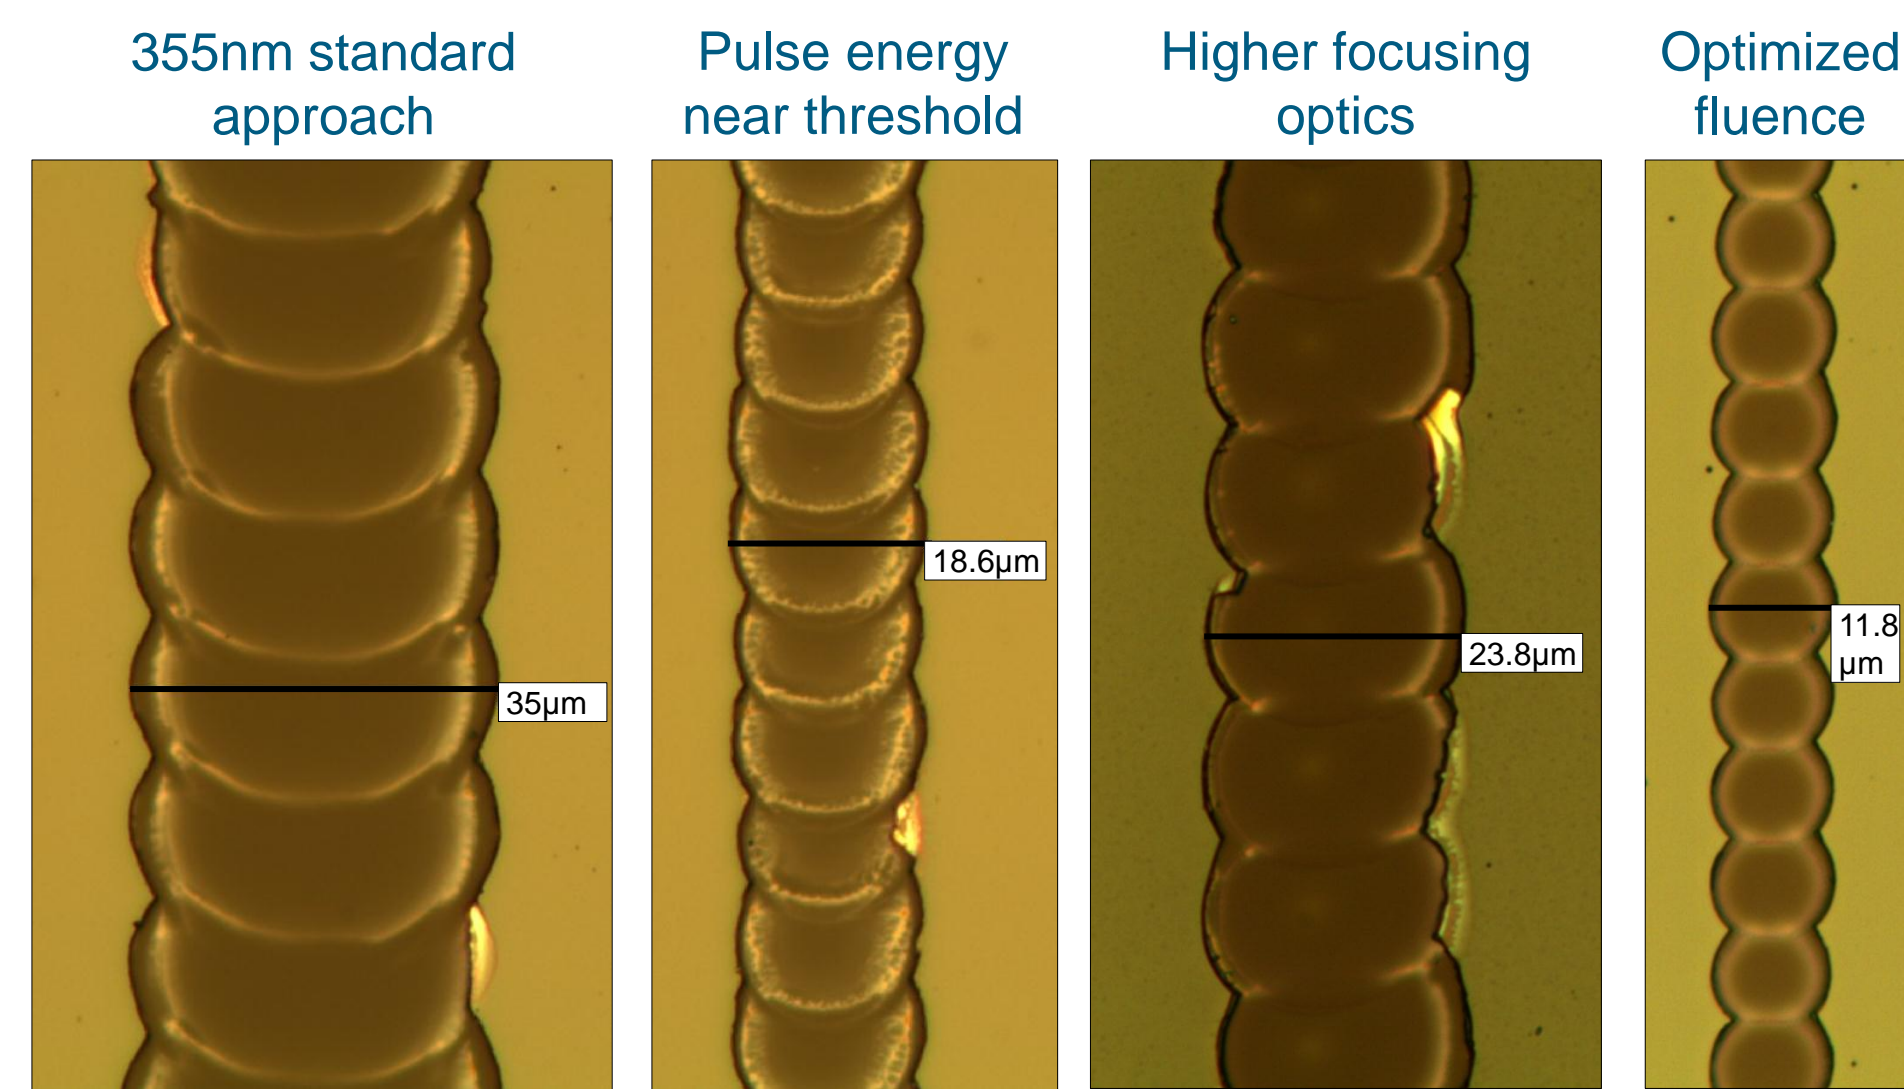 355nm standard
approach
Pulse energy
near threshold
Higher focusing
optics
Optimized
fluence
35µm
18.6µm
23.8µm
11.8
µm